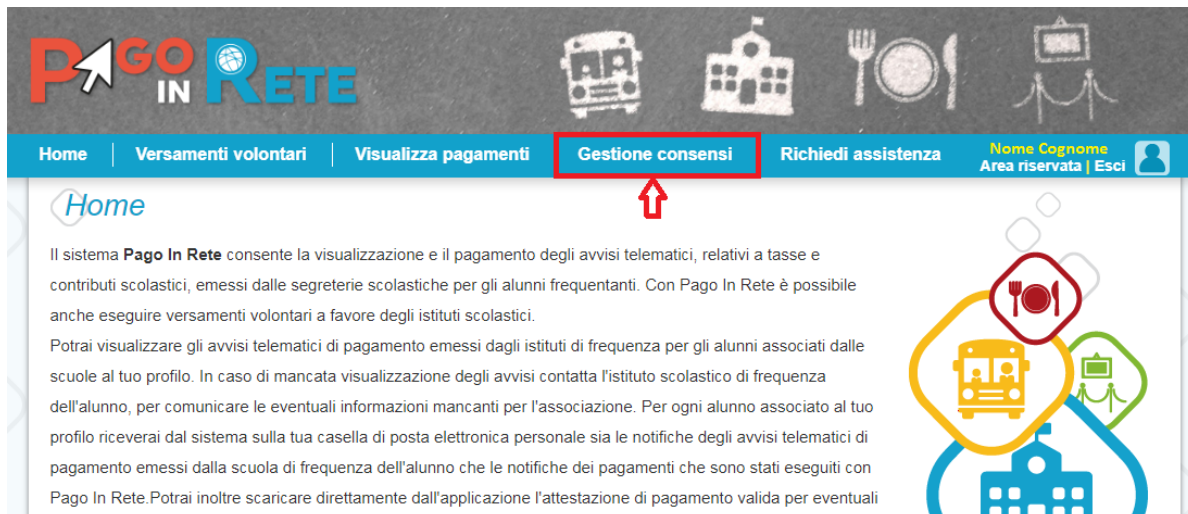 PAGO IN RETE
Home
Versamenti volontari
Visualizza pagamenti
Gestione consensi
Richiedi assistenza
Nome Cognome
Area riservata | Esci
Home
Il sistema Pago In Rete consente la visualizzazione e il pagamento degli avvisi telematici, relativi a tasse e
contributi scolastici, emessi dalle segreterie scolastiche per gli alunni frequentanti. Con Pago In Rete è possibile
anche eseguire versamenti volontari a favore degli istituti scolastici.
Potrai visualizzare gli avvisi telematici di pagamento emessi dagli istituti di frequenza per gli alunni associati dalle
scuole al tuo profilo. In caso di mancata visualizzazione degli avvisi contatta l'istituto scolastico di frequenza
dell'alunno, per comunicare le eventuali informazioni mancanti per l'associazione. Per ogni alunno associato al tuo
profilo riceverai dal sistema sulla tua casella di posta elettronica personale sia le notifiche degli avvisi telematici di
pagamento emessi dalla scuola di frequenza dell'alunno che le notifiche dei pagamenti che sono stati eseguiti con
Pago In Rete.Potrai inoltre scaricare direttamente dall'applicazione l'attestazione di pagamento valida per eventuali